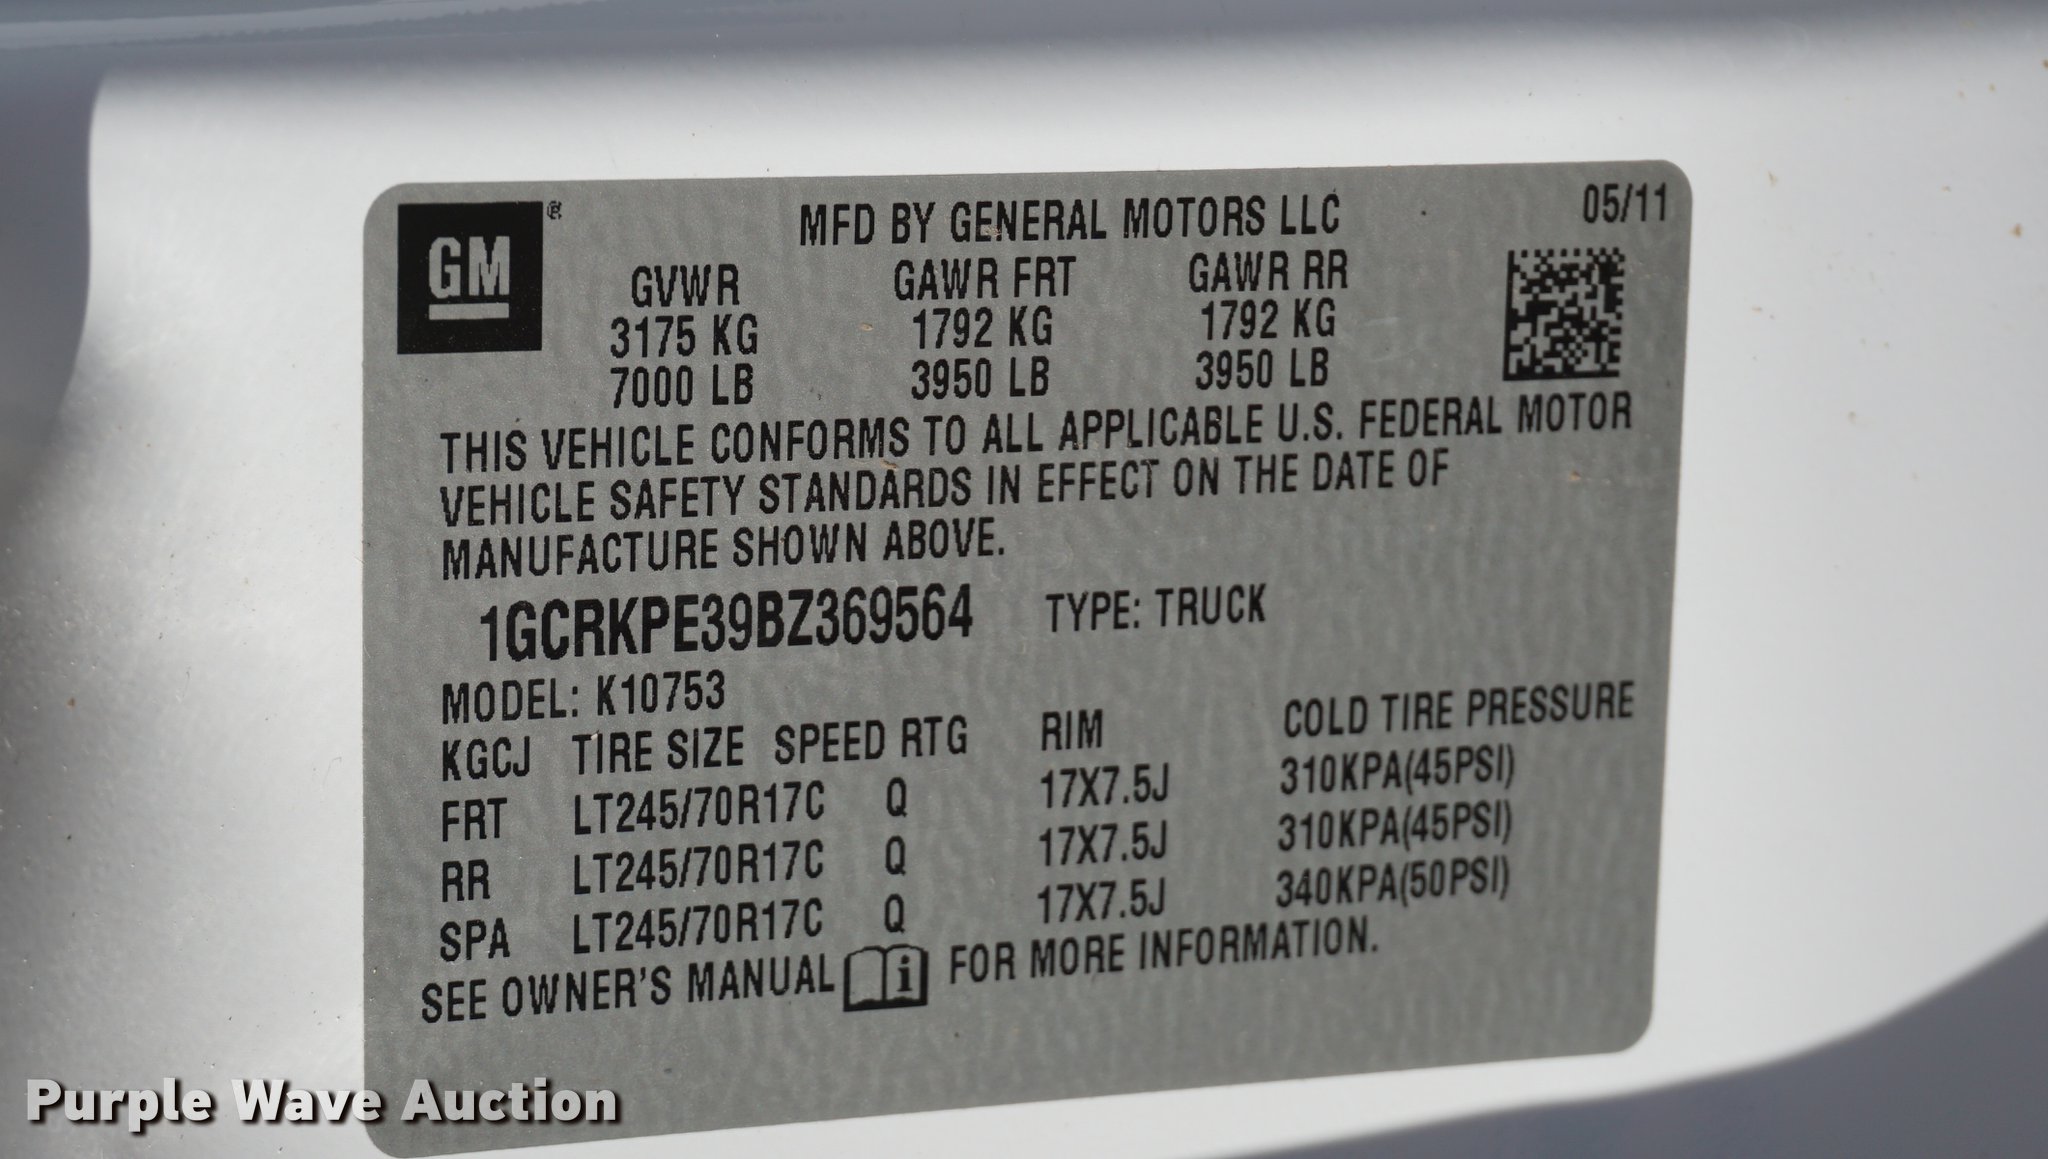 GM®
MFD BY GENERAL MOTORS LLC 05/11
GVWR GAWR FRT GAWR RR
3175 KG 1792 KG 1792 KG
7000 LB 3950 LB 3950 LB
THIS VEHICLE CONFORMS TO ALL APPLICABLE U.S. FEDERAL MOTOR
VEHICLE SAFETY STANDARDS IN EFFECT ON THE DATE OF
MANUFACTURE SHOWN ABOVE.
1GCRKPE39BZ369564 TYPE: TRUCK
MODEL: K10753
KGCJ TIRE SIZE SPEED RTG RIM COLD TIRE PRESSURE
FRT LT245/70R17C Q 17X7.5J 310KPA(45PSI)
RR LT245/70R17C Q 17X7.5J 310KPA(45PSI)
SPA LT245/70R17C Q 17X7.5J 340KPA(50PSI)
SEE OWNER'S MANUAL i FOR MORE INFORMATION.
Purple Wave Auction